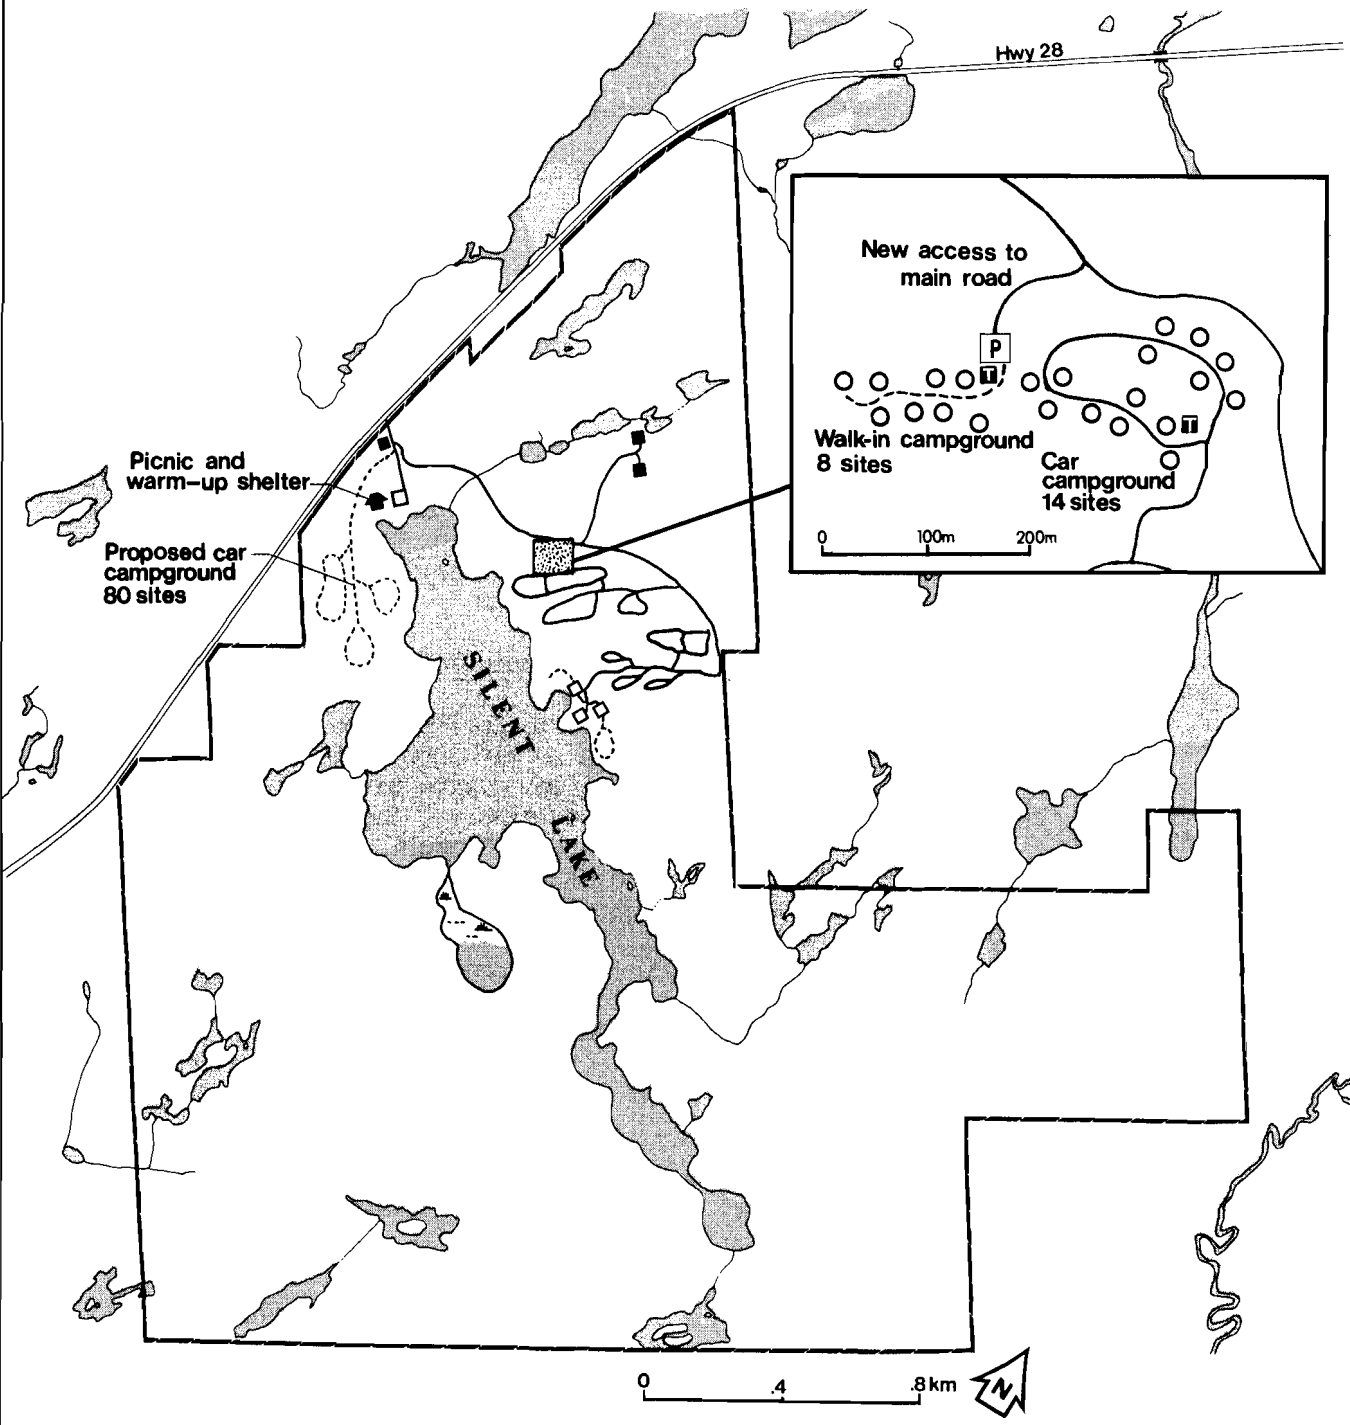 Hwy 28
New access to
main road
P
T
Walk-in campground
8 sites
T
Car
campground
14 sites
0 100m 200m
Picnic and
warm-up shelter
Proposed car
campground
80 sites
SILENT
LAKE
0 .4 .8 km
N